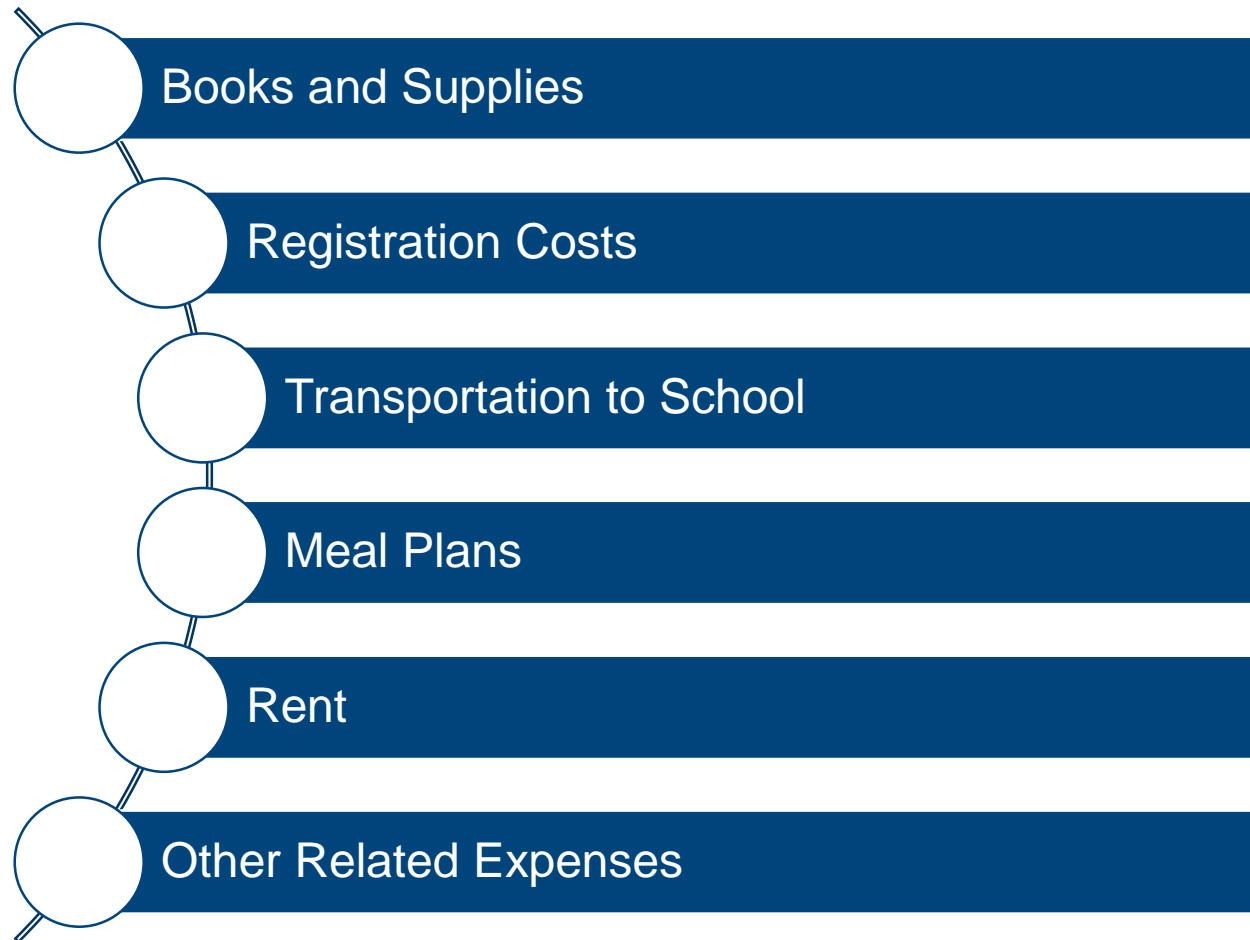 Books and Supplies
Registration Costs
Transportation to School
Meal Plans
Rent
Other Related Expenses